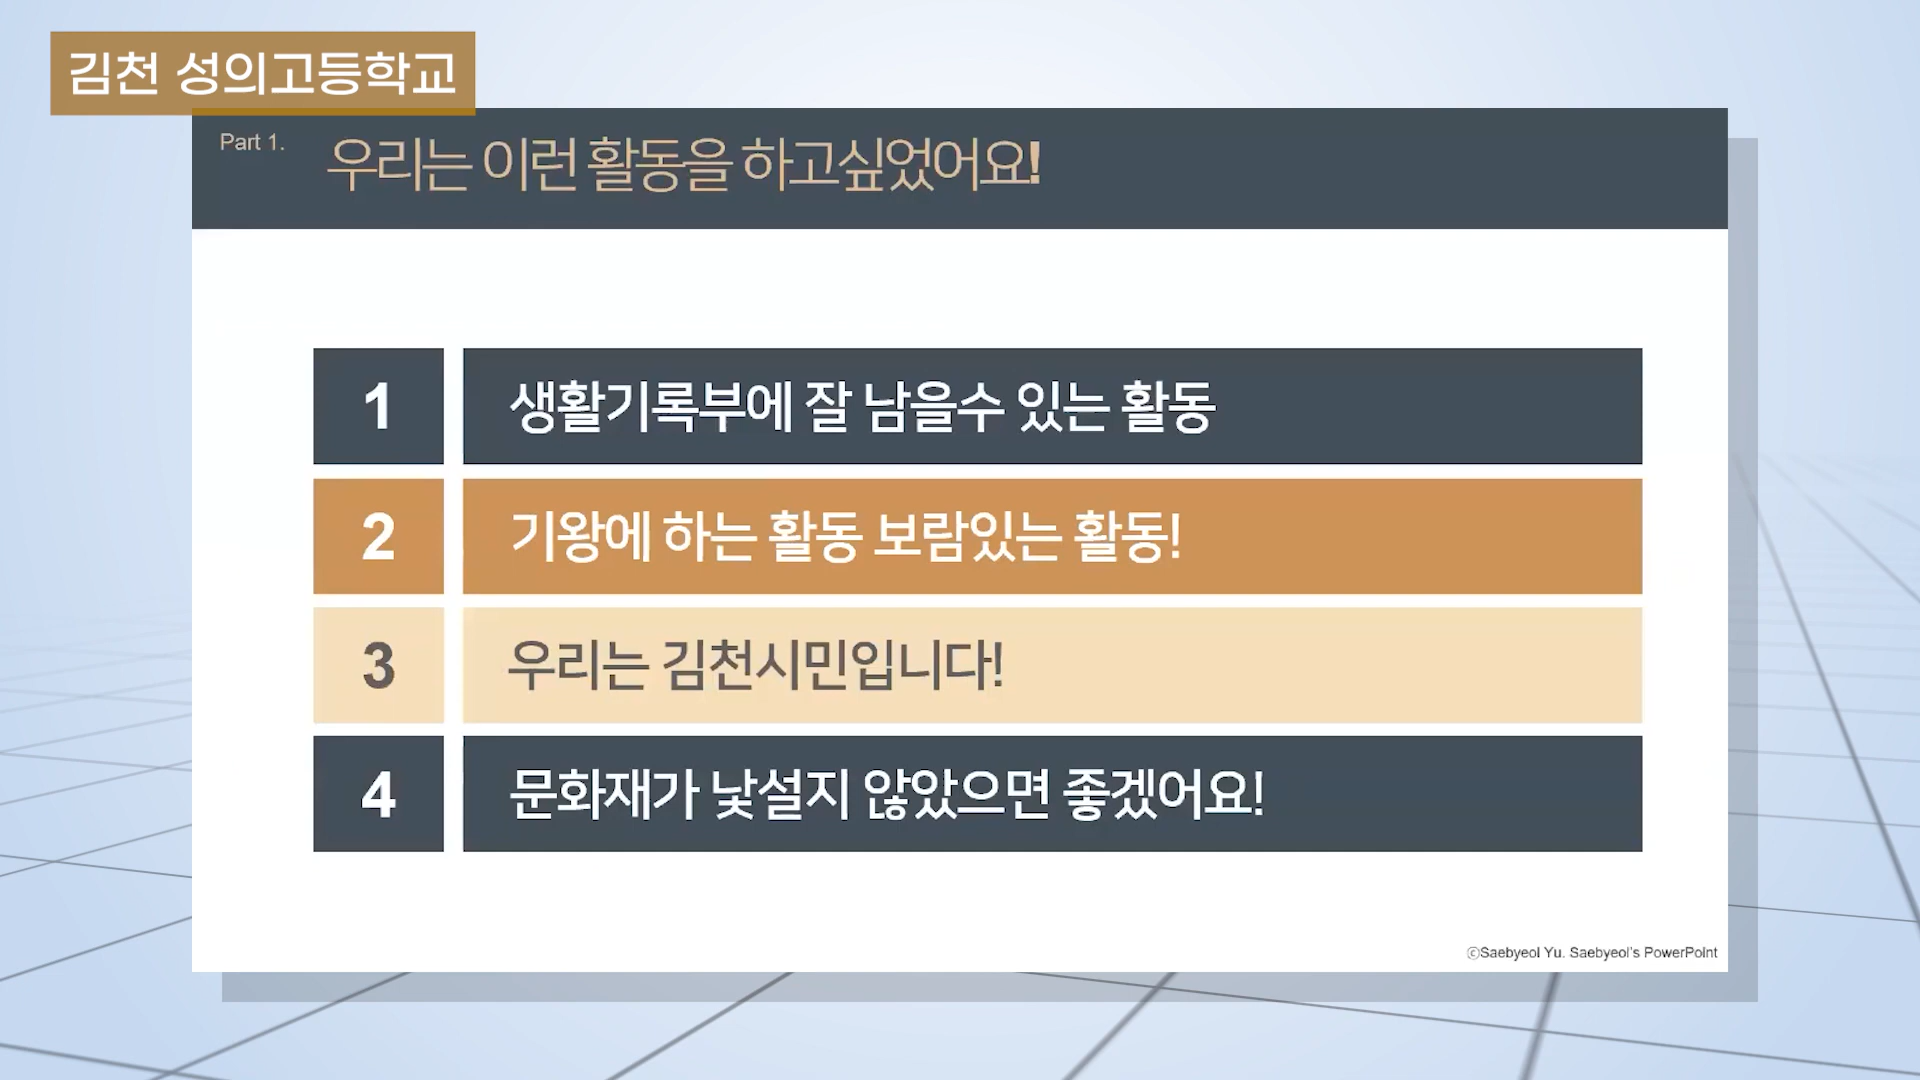 김천 성의고등학교
Part 1.
우리는 이런 활동을 하고싶었어요!
1
생활기록부에 잘 남을수 있는 활동
2
기왕에 하는 활동 보람있는 활동!
3
우리는 김천시민입니다!
4
문화재가 낯설지 않았으면 좋겠어요!
ⓒSaebyeol Yu. Saebyeol's PowerPoint